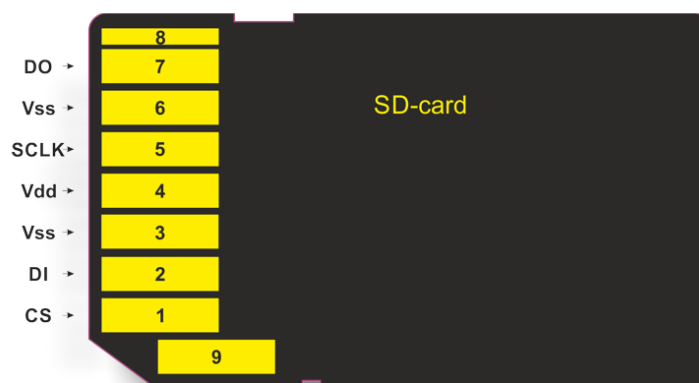 8
DO 7
Vss 6 SD-card
SCLK 5
Vdd 4
Vss 3
DI 2
CS 1
9